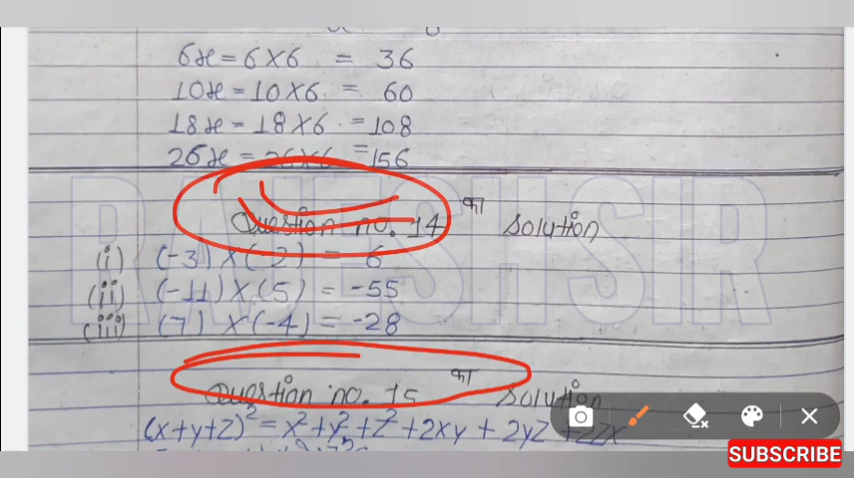 6x = 6×6 = 36
10x = 10×6 = 60
18x = 18×6 = 108
26x = 26×6 = 156
RAJESH SIR
Question no. 14 का Solution
(i) (-3)×(-2) = 6
(ii) (-11)×(5) = -55
(iii) (7)×(-4) = -28
Question no. 15 का Solution
(x+y+z)² = x²+y²+z²+2xy + 2yz +2zx
SUBSCRIBE